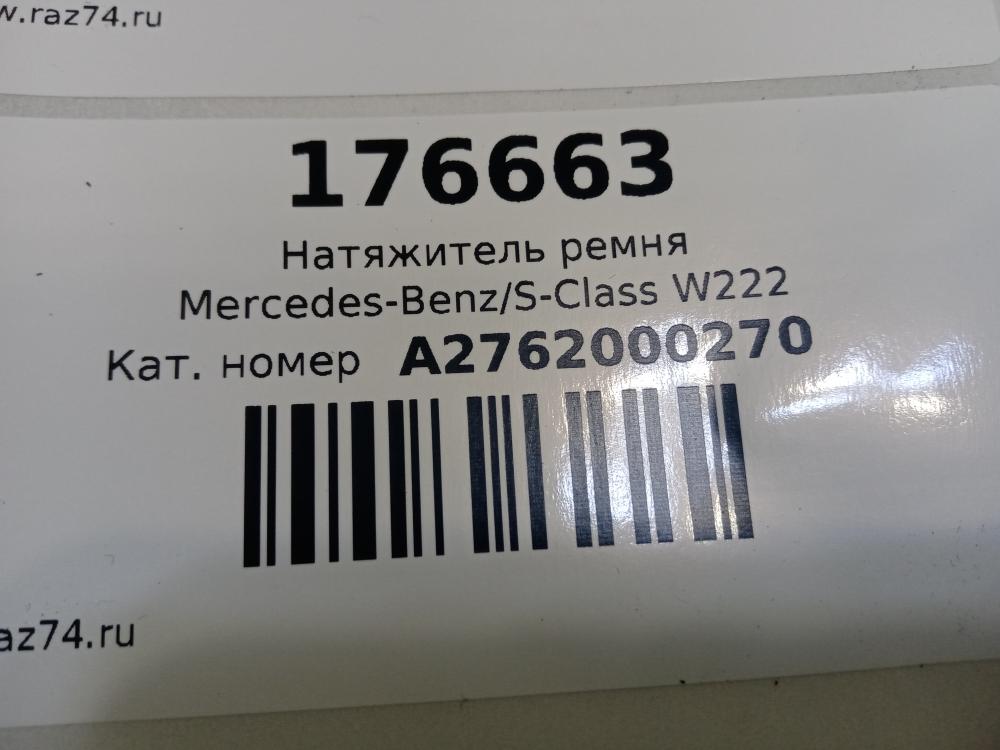 w.raz74.ru
176663
Натяжитель ремня
Mercedes-Benz/S-Class W222
Кат. номер A2762000270
az74.ru